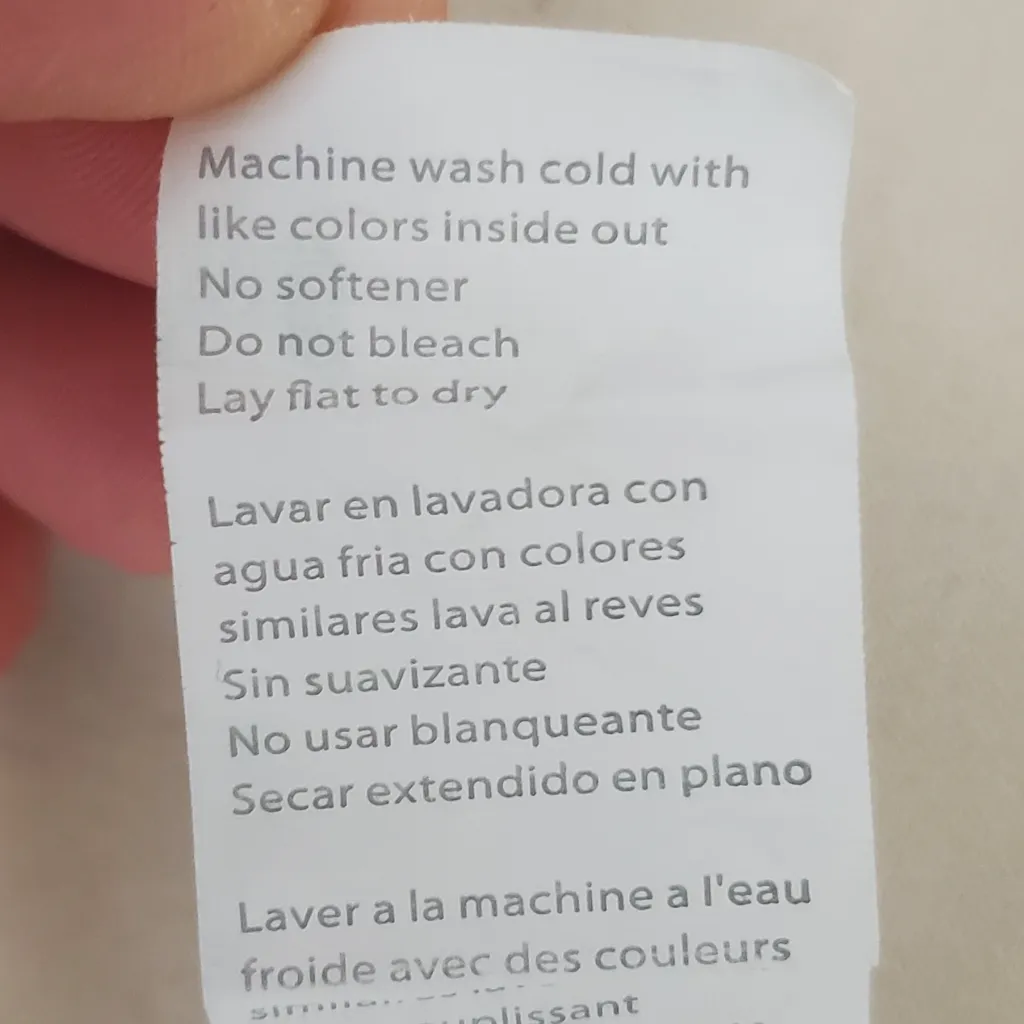 Machine wash cold with
like colors inside out
No softener
Do not bleach
Lay flat to dry
Lavar en lavadora con
agua fria con colores
similares lava al reves
Sin suavizante
No usar blanqueante
Secar extendido en plano
Laver a la machine a l'eau
froide avec des couleurs